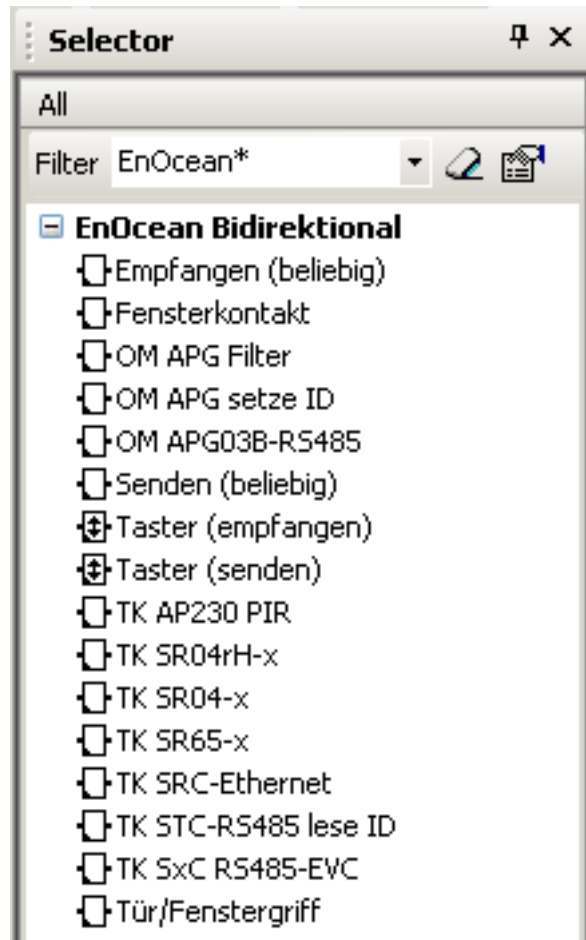 Selector
All
Filter EnOcean*
EnOcean Bidirektional
Empfangen (beliebig)
Fensterkontakt
OM APG Filter
OM APG setze ID
OM APG03B-RS485
Senden (beliebig)
Taster (empfangen)
Taster (senden)
TK AP230 PIR
TK SR04rH-x
TK SR04-x
TK SR65-x
TK SRC-Ethernet
TK STC-RS485 lese ID
TK SxC RS485-EVC
Tür/Fenstergriff